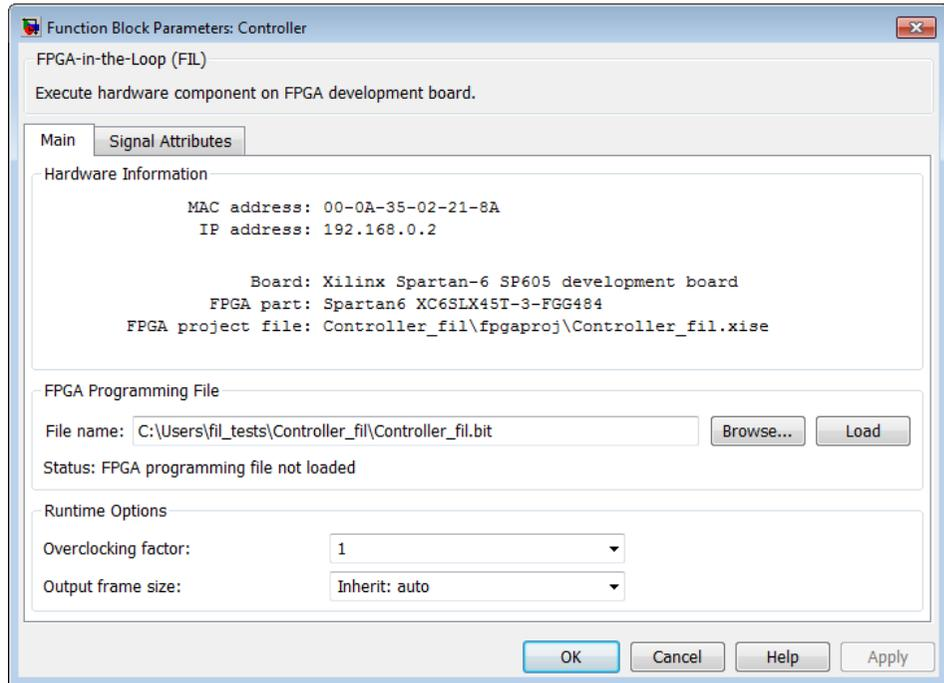 Function Block Parameters: Controller
FPGA-in-the-Loop (FIL)
Execute hardware component on FPGA development board.
Main Signal Attributes
Hardware Information
MAC address: 00-0A-35-02-21-8A
IP address: 192.168.0.2
Board: Xilinx Spartan-6 SP605 development board
FPGA part: Spartan6 XC6SLX45T-3-FGG484
FPGA project file: Controller_fil\fpgaproj\Controller_fil.xise
FPGA Programming File
File name: C:\Users\fil_tests\Controller_fil\Controller_fil.bit Browse... Load
Status: FPGA programming file not loaded
Runtime Options
Overclocking factor: 1
Output frame size: Inherit: auto
OK Cancel Help Apply